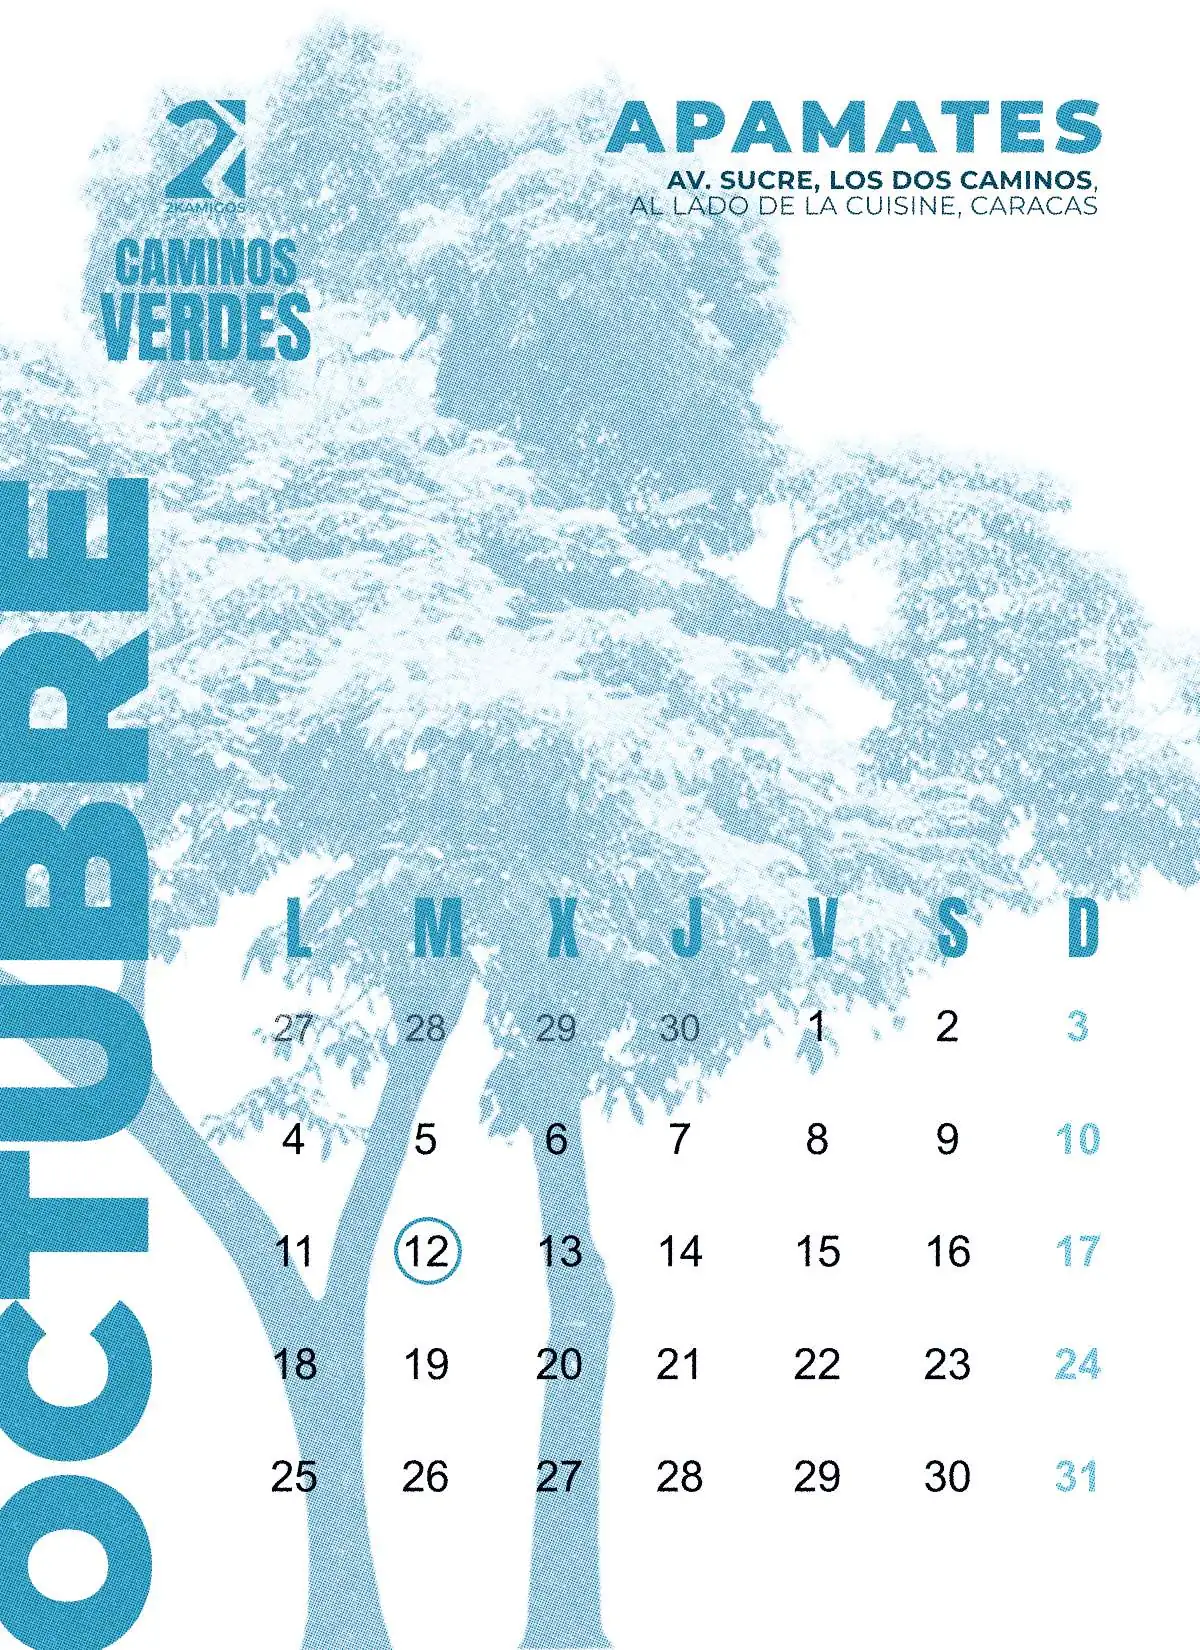 2KAMIGOS
CAMINOS
VERDES
APAMATES
AV. SUCRE, LOS DOS CAMINOS,
AL LADO DE LA CUISINE, CARACAS
OCTUBRE
L M X J V S D
27 28 29 30 1 2 3
4 5 6 7 8 9 10
11 12 13 14 15 16 17
18 19 20 21 22 23 24
25 26 27 28 29 30 31